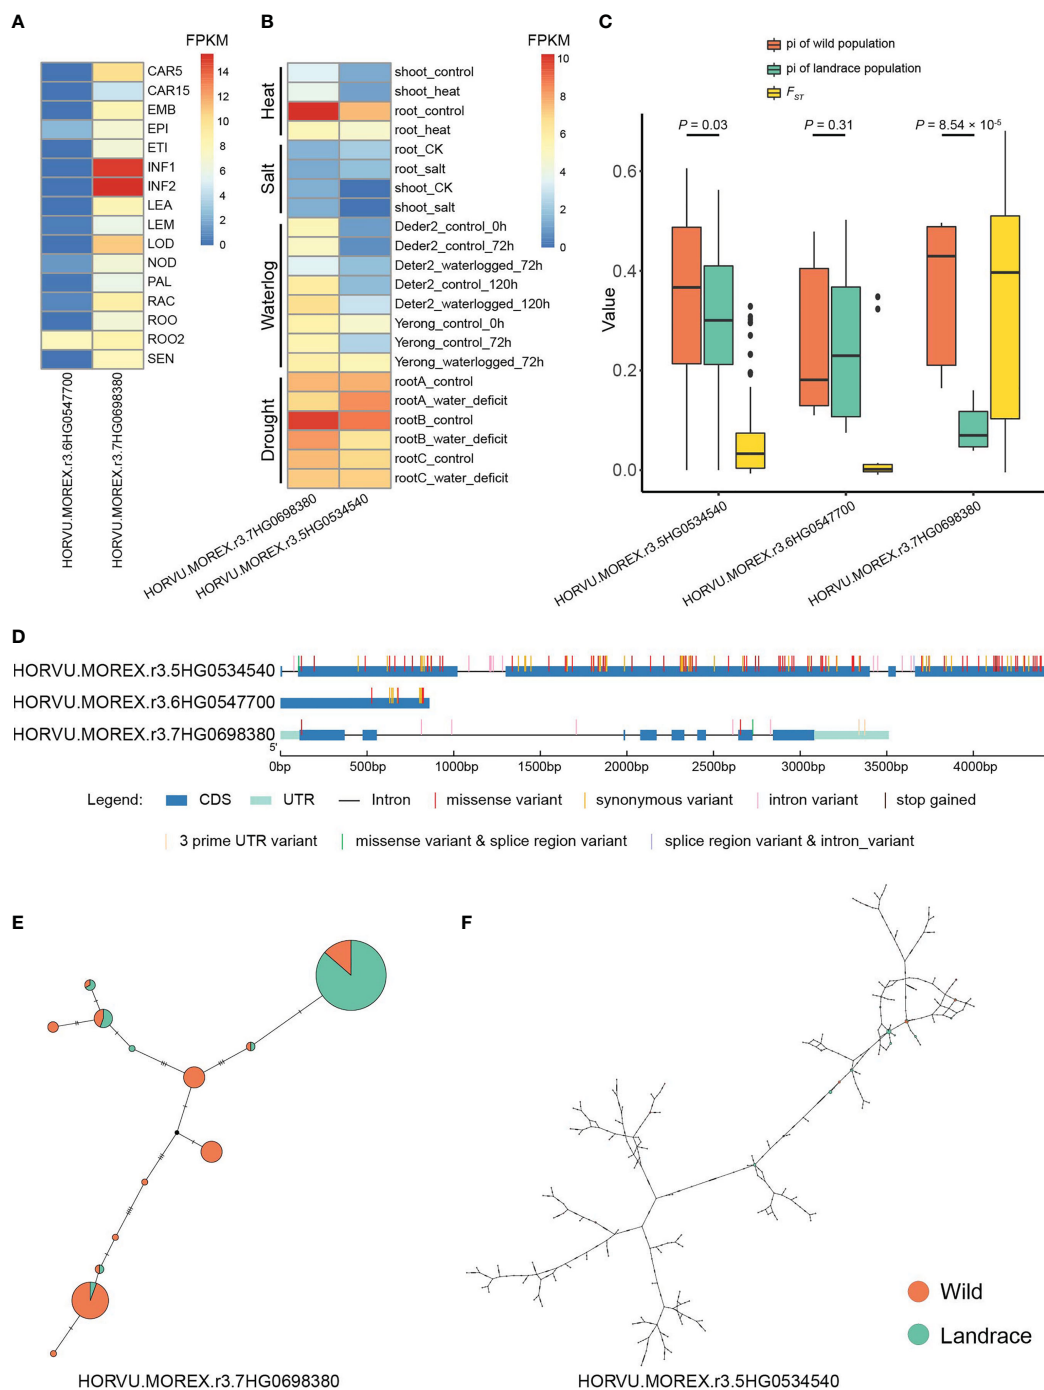 A
FPKM
14
12
10
8
6
4
2
0
CAR5
CAR15
EMB
EPI
ETI
INF1
INF2
LEA
LEM
LOD
NOD
PAL
RAC
ROO
ROO2
SEN
HORVU.MOREX.r3.6HG0547700
HORVU.MOREX.r3.7HG0698380
B
FPKM
10
8
6
4
2
0
Heat
Salt
Waterlog
Drought
shoot_control
shoot_heat
root_control
root_heat
root_CK
root_salt
shoot_CK
shoot_salt
Deder2_control_0h
Deder2_control_72h
Deter2_waterlogged_72h
Deter2_control_120h
Deter2_waterlogged_120h
Yerong_control_0h
Yerong_control_72h
Yerong_waterlogged_72h
rootA_control
rootA_water_deficit
rootB_control
rootB_water_deficit
rootC_control
rootC_water_deficit
HORVU.MOREX.r3.7HG0698380
HORVU.MOREX.r3.5HG0534540
C
pi of wild population
pi of landrace population
FST
P = 0.03
P = 0.31
P = 8.54 × 10-5
Value
0.6
0.4
0.2
0.0
HORVU.MOREX.r3.5HG0534540
HORVU.MOREX.r3.6HG0547700
HORVU.MOREX.r3.7HG0698380
D
HORVU.MOREX.r3.5HG0534540
HORVU.MOREX.r3.6HG0547700
HORVU.MOREX.r3.7HG0698380
5'
0bp 500bp 1000bp 1500bp 2000bp 2500bp 3000bp 3500bp 4000bp
Legend: CDS UTR Intron missense variant synonymous variant intron variant stop gained
3 prime UTR variant missense variant & splice region variant splice region variant & intron_variant
E
HORVU.MOREX.r3.7HG0698380
F
HORVU.MOREX.r3.5HG0534540
Wild
Landrace